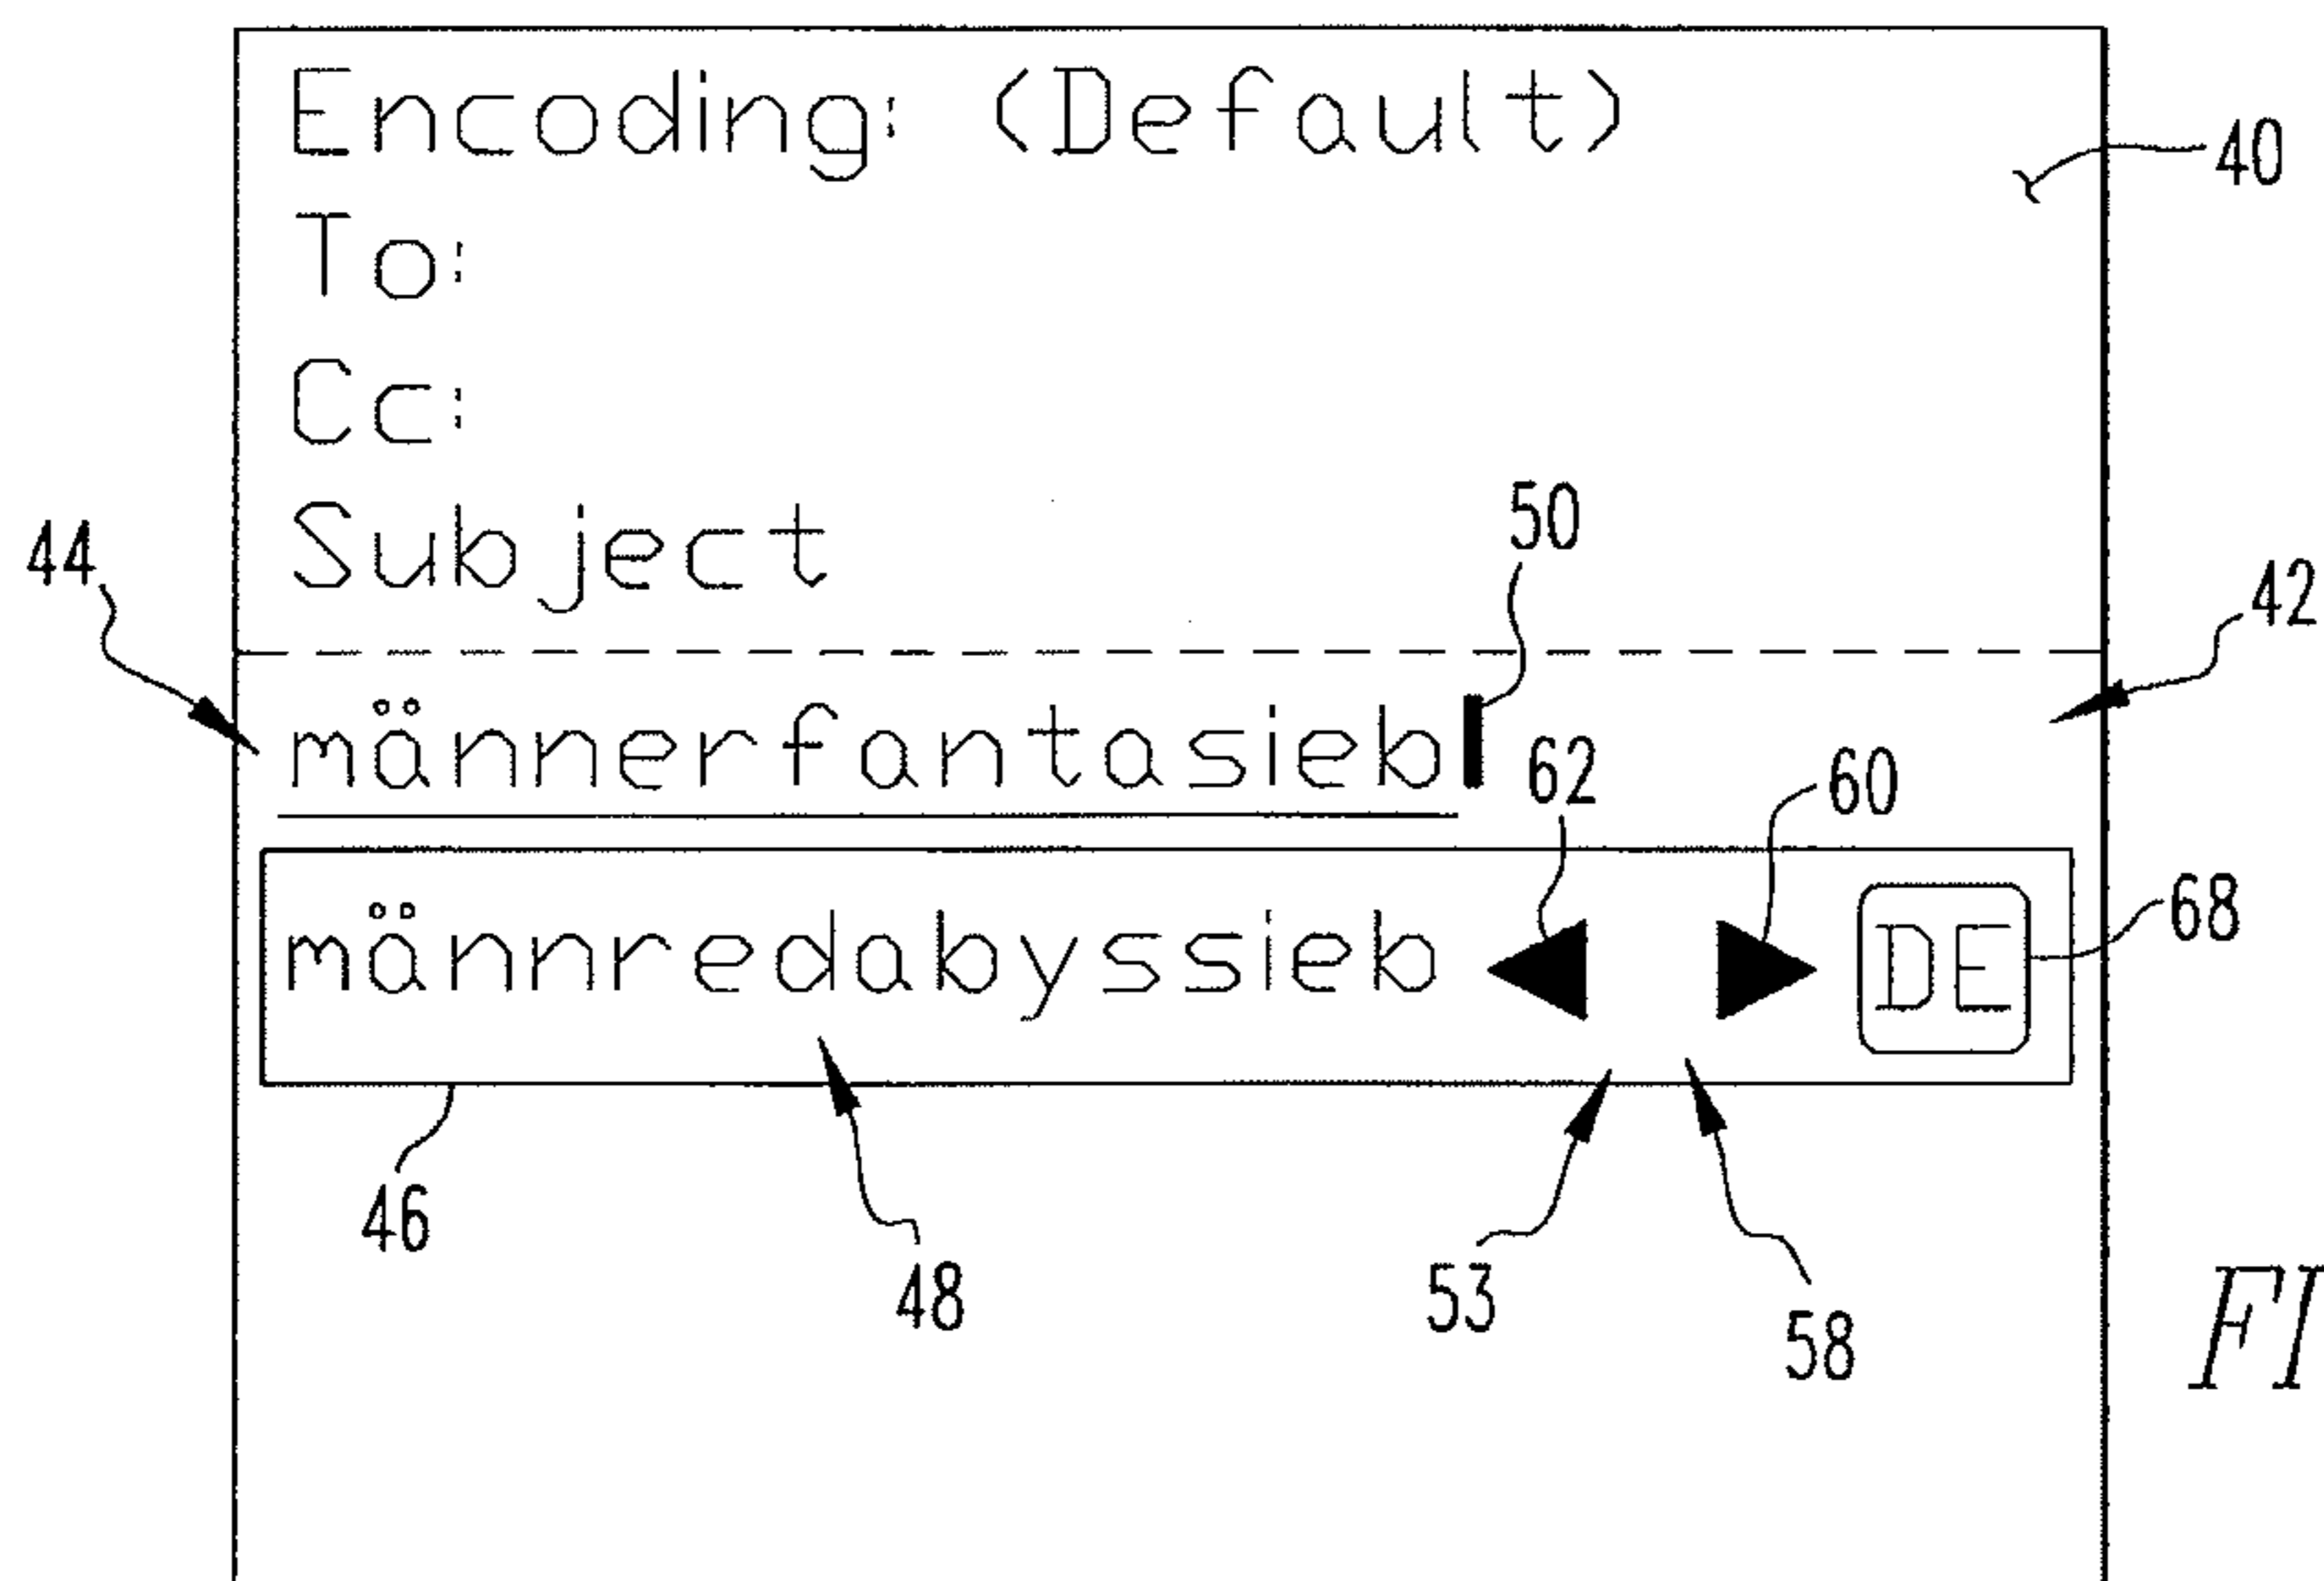 Encoding: (Default)
40
To:
Cc:
Subject
50
44
42
männerfantasieb
62
60
männredabyssieb
DE
68
46
48
53
58
FI